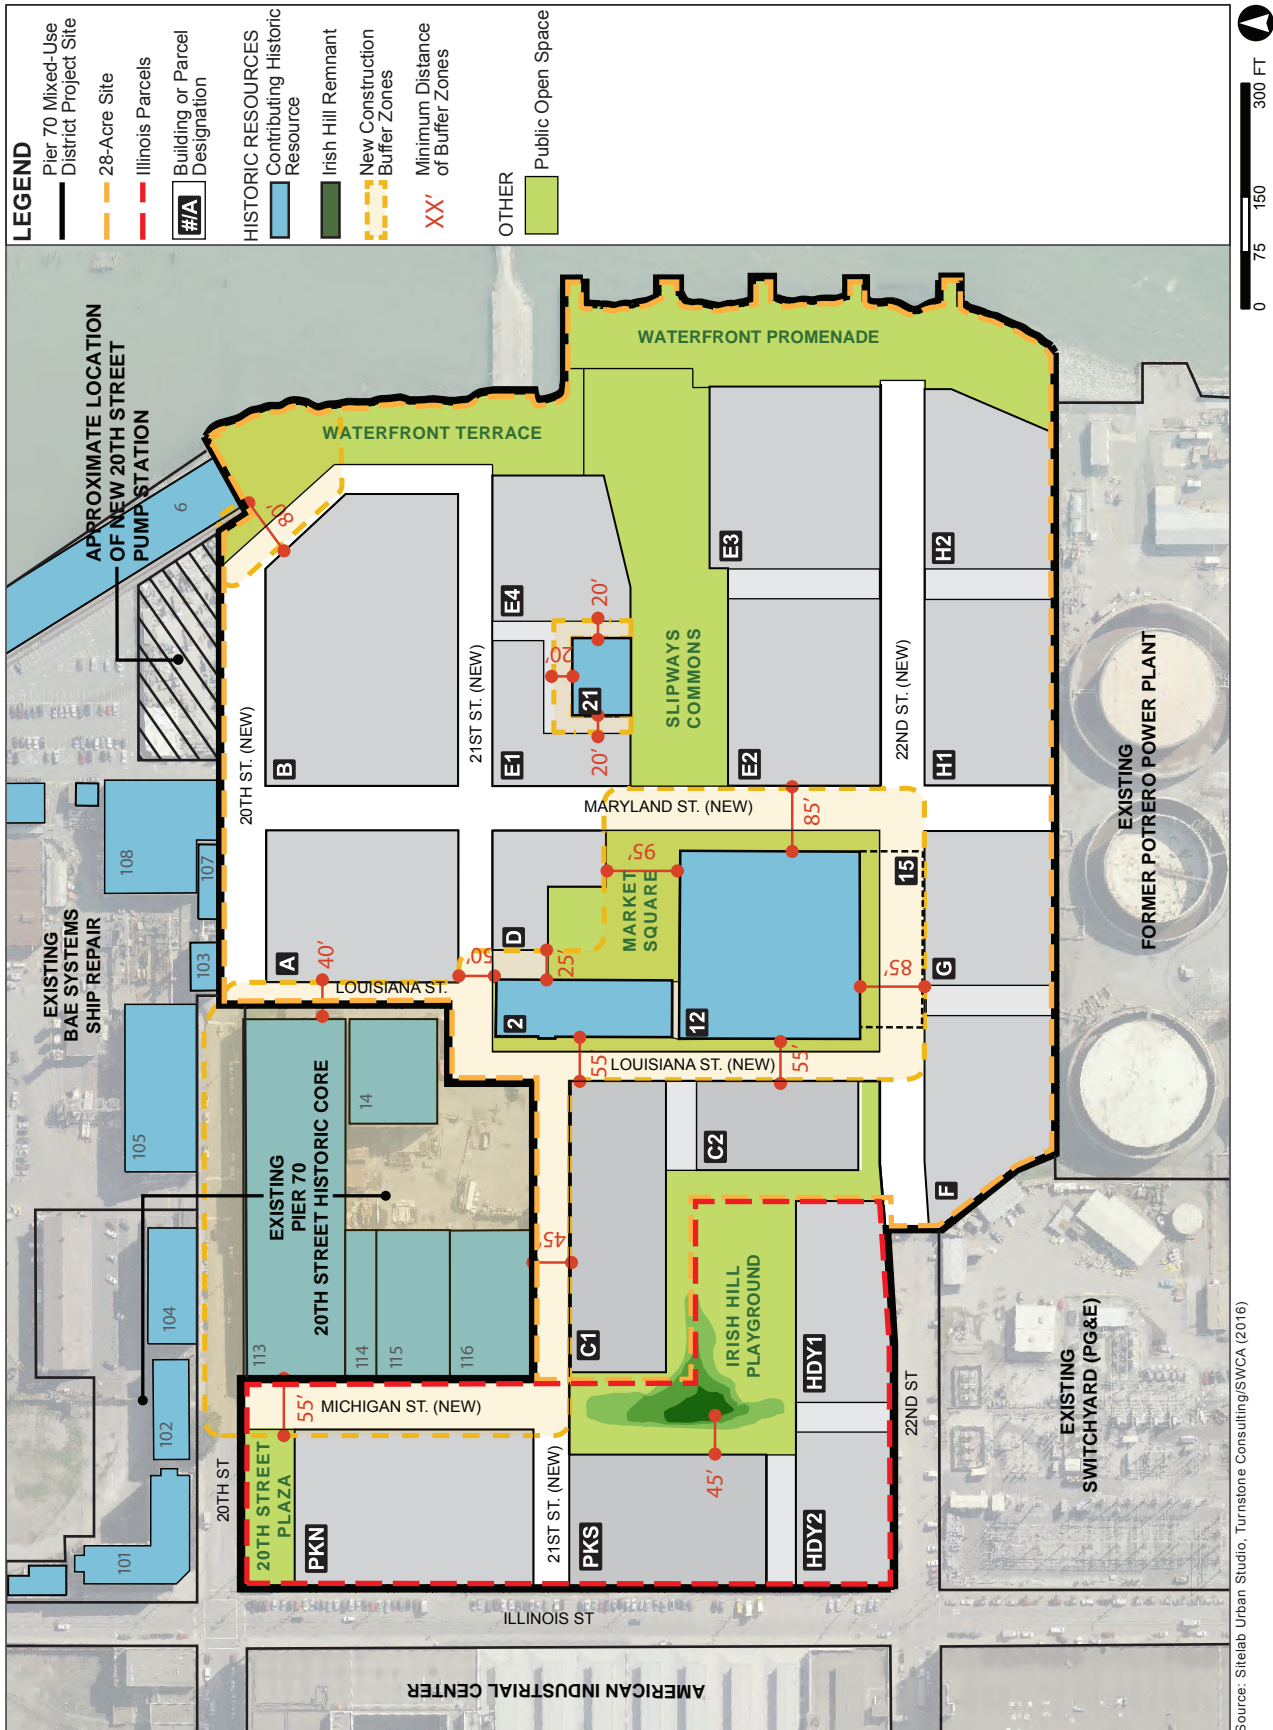 LEGEND
Pier 70 Mixed-Use
District Project Site
28-Acre Site
Illinois Parcels
#/A
Building or Parcel
Designation
HISTORIC RESOURCES
Contributing Historic
Resource
Irish Hill Remnant
New Construction
Buffer Zones
XX'
Minimum Distance
of Buffer Zones
OTHER
Public Open Space
APPROXIMATE LOCATION
OF NEW 20TH STREET
PUMP STATION
6
80'
WATERFRONT TERRACE
WATERFRONT PROMENADE
EXISTING
BAE SYSTEMS
SHIP REPAIR
108
107
103
105
104
102
101
20TH ST. (NEW)
B
A
40'
LOUISIANA ST.
21ST ST. (NEW)
E4
20'
20'
21
20'
E1
SLIPWAYS
COMMONS
E3
E2
22ND ST. (NEW)
H2
H1
MARYLAND ST. (NEW)
85'
D
50'
25'
MARKET
SQUARE
95'
2
12
15
85'
G
55'
LOUISIANA ST. (NEW)
55'
EXISTING
PIER 70
20TH STREET HISTORIC CORE
14
113
114
115
116
45'
C1
C2
F
IRISH HILL
PLAYGROUND
HDY1
HDY2
45'
MICHIGAN ST. (NEW)
55'
20TH STREET
PLAZA
PKN
21ST ST. (NEW)
PKS
20TH ST
22ND ST
ILLINOIS ST
AMERICAN INDUSTRIAL CENTER
EXISTING
FORMER POTRERO POWER PLANT
EXISTING
SWITCHYARD (PG&E)
0
75
150
300 FT
Source: Sitelab Urban Studio, Turnstone Consulting/SWCA (2016)